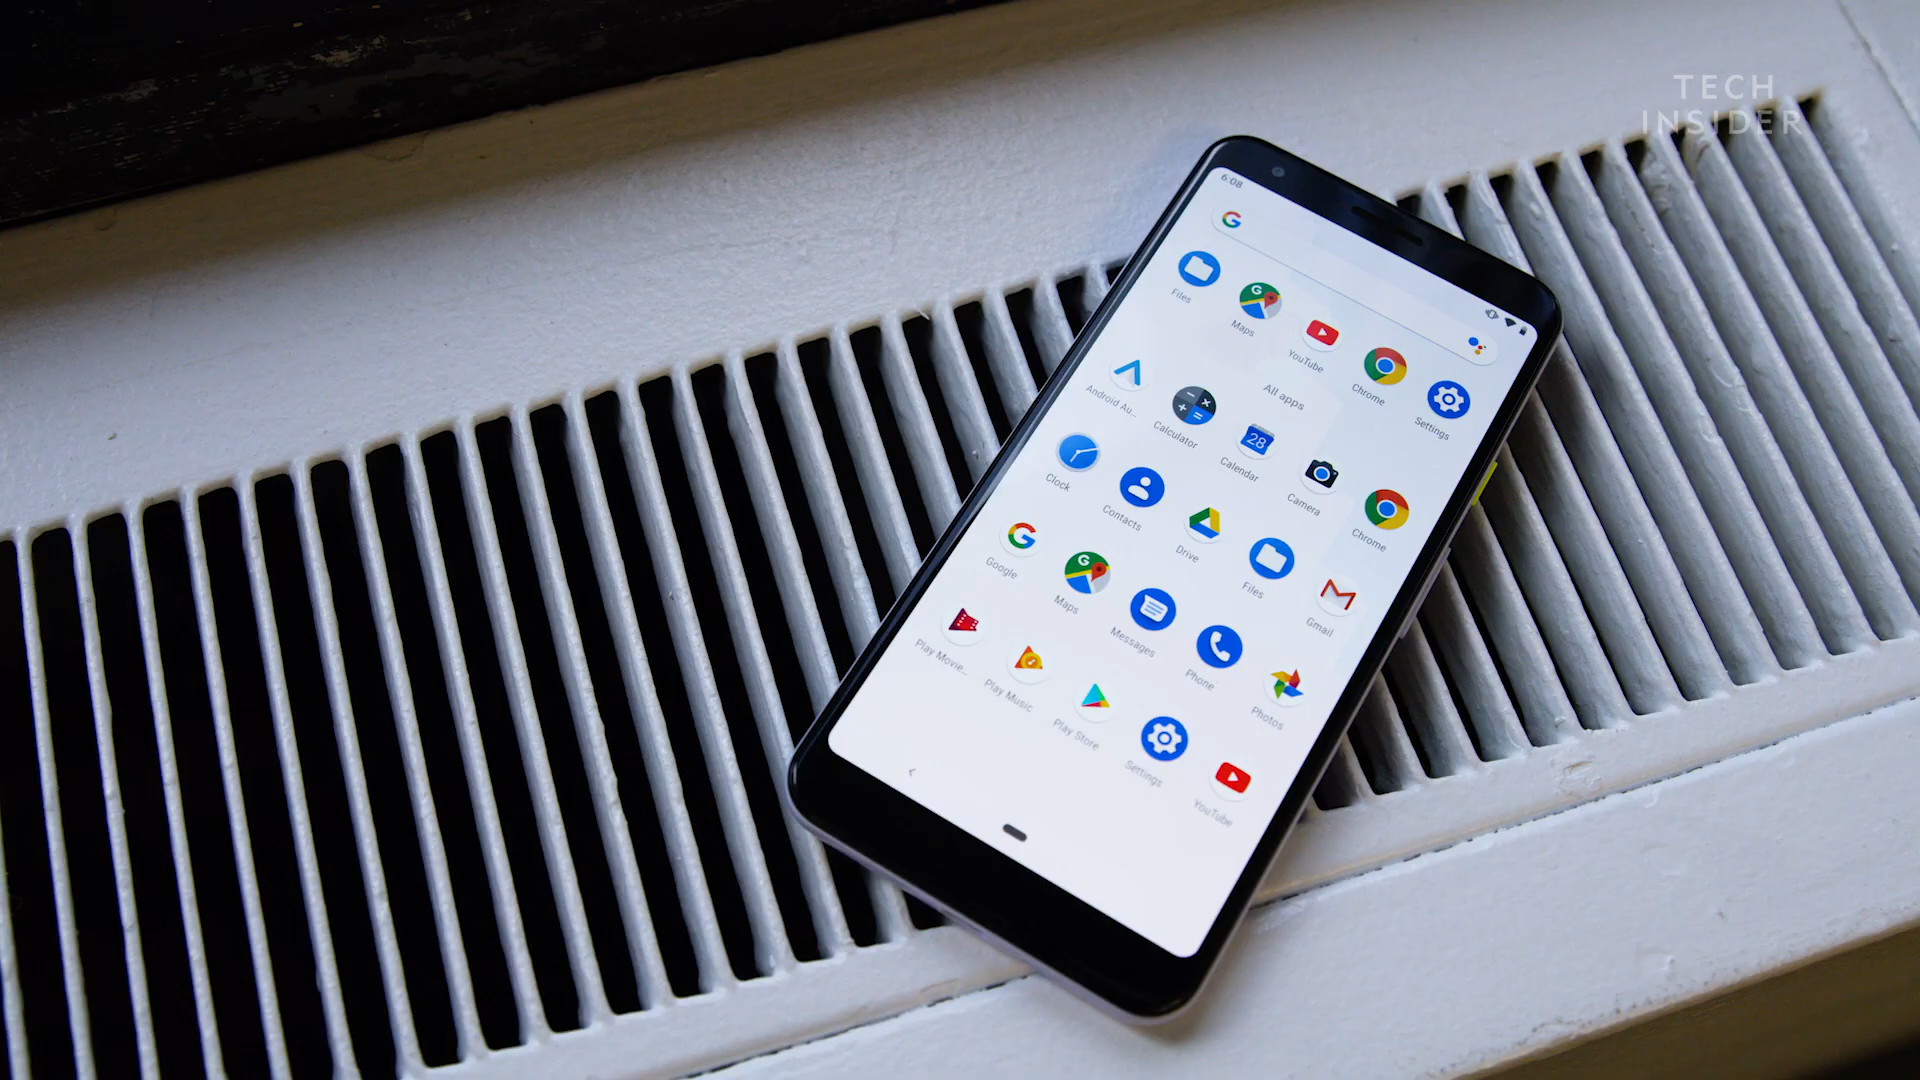 TECH
INSIDER
6:08
G
Files
Maps
YouTube
Chrome
Settings
All apps
Android Au...
Calculator
28
Calendar
Camera
Chrome
Clock
Contacts
Drive
Files
Gmail
Google
Maps
Messages
Phone
Photos
Play Movie...
Play Music
Play Store
Settings
YouTube